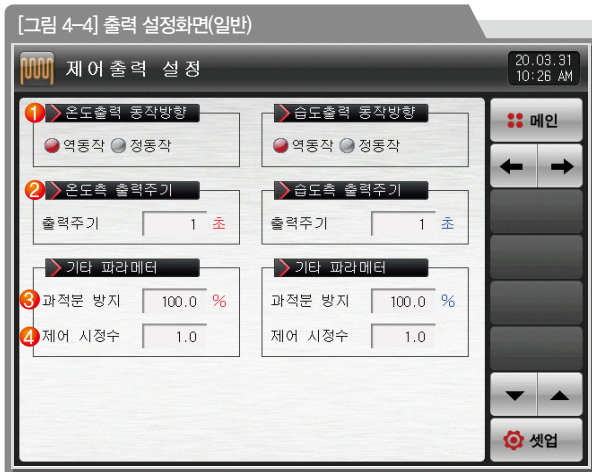 [그림 4-4] 출력 설정화면(일반)
제어출력 설정
20.03.31
10:26 AM
1 온도출력 동작방향
역동작 정동작
습도출력 동작방향
역동작 정동작
2 온도측 출력주기
출력주기 1 초
습도측 출력주기
출력주기 1 초
기타 파라메터
3 과적분 방지 100.0 %
4 제어 시정수 1.0
기타 파라메터
과적분 방지 100.0 %
제어 시정수 1.0
메인
셋업